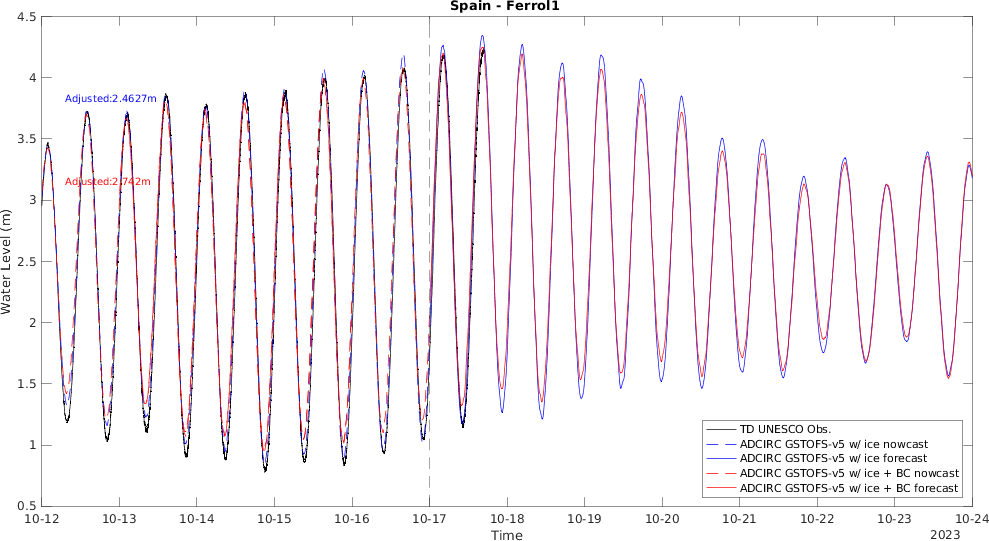 Spain - Ferrol1
4.5
4
3.5
3
2.5
2
1.5
1
0.5
Water Level (m)
Adjusted:2.4627m
Adjusted:2.742m
TD UNESCO Obs.
ADCIRC GSTOFS-v5 w/ ice nowcast
ADCIRC GSTOFS-v5 w/ ice forecast
ADCIRC GSTOFS-v5 w/ ice + BC nowcast
ADCIRC GSTOFS-v5 w/ ice + BC forecast
10-12 10-13 10-14 10-15 10-16 10-17 10-18 10-19 10-20 10-21 10-22 10-23 10-24
Time
2023